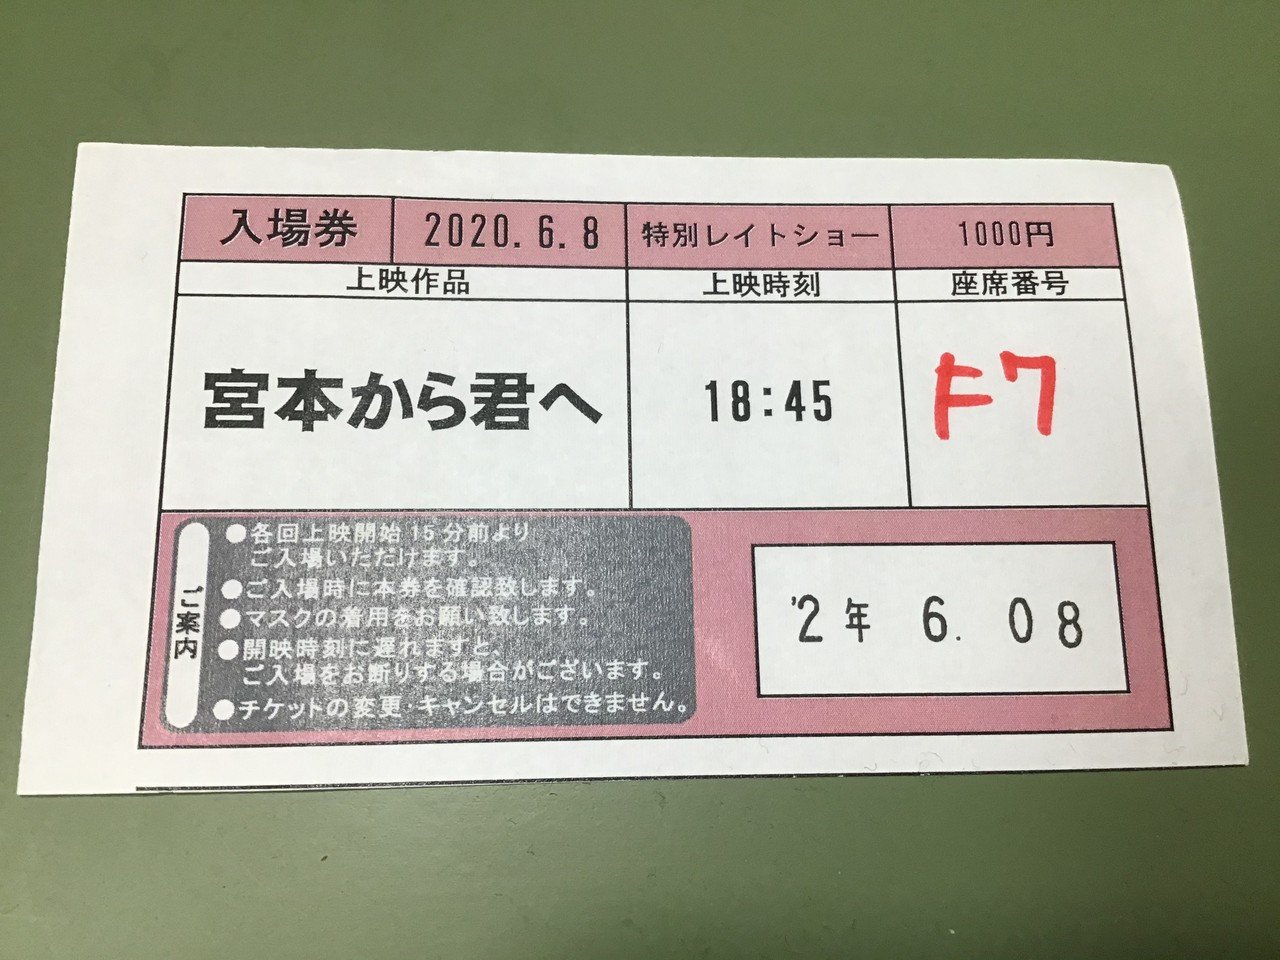 入場券 2020.6.8 特別レイトショー 1000円
上映作品 上映時刻 座席番号
宮本から君へ 18:45 F7
ご案内
●各回上映開始15分前より
ご入場いただけます。
●ご入場時に本券を確認致します。
●マスクの着用をお願い致します。
●開映時刻に遅れますと、
ご入場をお断りする場合がございます。
●チケットの変更・キャンセルはできません。
'2年 6. 08